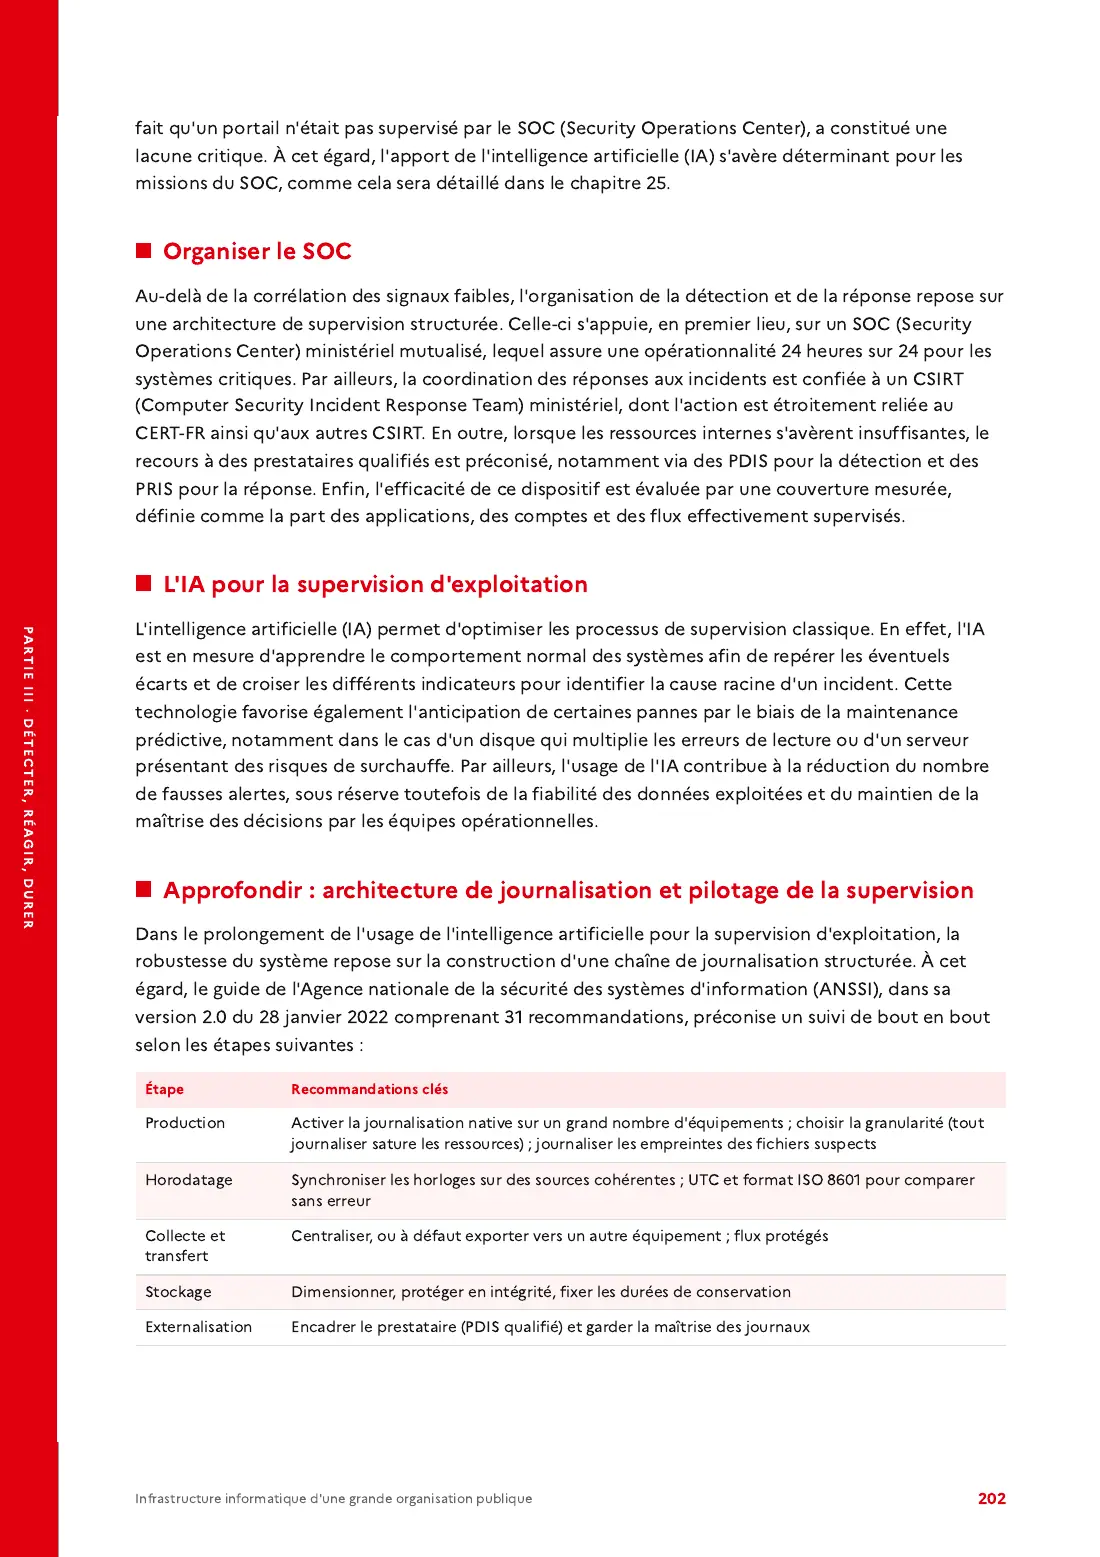 fait qu'un portail n'était pas supervisé par le SOC (Security Operations Center), a constitué une
lacune critique. À cet égard, l'apport de l'intelligence artificielle (IA) s'avère déterminant pour les
missions du SOC, comme cela sera détaillé dans le chapitre 25.
Organiser le SOC
Au-delà de la corrélation des signaux faibles, l'organisation de la détection et de la réponse repose sur
une architecture de supervision structurée. Celle-ci s'appuie, en premier lieu, sur un SOC (Security
Operations Center) ministériel mutualisé, lequel assure une opérationnalité 24 heures sur 24 pour les
systèmes critiques. Par ailleurs, la coordination des réponses aux incidents est confiée à un CSIRT
(Computer Security Incident Response Team) ministériel, dont l'action est étroitement reliée au
CERT-FR ainsi qu'aux autres CSIRT. En outre, lorsque les ressources internes s'avèrent insuffisantes, le
recours à des prestataires qualifiés est préconisé, notamment via des PDIS pour la détection et des
PRIS pour la réponse. Enfin, l'efficacité de ce dispositif est évaluée par une couverture mesurée,
définie comme la part des applications, des comptes et des flux effectivement supervisés.
L'IA pour la supervision d'exploitation
L'intelligence artificielle (IA) permet d'optimiser les processus de supervision classique. En effet, l'IA
est en mesure d'apprendre le comportement normal des systèmes afin de repérer les éventuels
écarts et de croiser les différents indicateurs pour identifier la cause racine d'un incident. Cette
technologie favorise également l'anticipation de certaines pannes par le biais de la maintenance
prédictive, notamment dans le cas d'un disque qui multiplie les erreurs de lecture ou d'un serveur
présentant des risques de surchauffe. Par ailleurs, l'usage de l'IA contribue à la réduction du nombre
de fausses alertes, sous réserve toutefois de la fiabilité des données exploitées et du maintien de la
maîtrise des décisions par les équipes opérationnelles.
Approfondir : architecture de journalisation et pilotage de la supervision
Dans le prolongement de l'usage de l'intelligence artificielle pour la supervision d'exploitation, la
robustesse du système repose sur la construction d'une chaîne de journalisation structurée. À cet
égard, le guide de l'Agence nationale de la sécurité des systèmes d'information (ANSSI), dans sa
version 2.0 du 28 janvier 2022 comprenant 31 recommandations, préconise un suivi de bout en bout
selon les étapes suivantes :
Étape Recommandations clés
Production Activer la journalisation native sur un grand nombre d'équipements ; choisir la granularité (tout
journaliser sature les ressources) ; journaliser les empreintes des fichiers suspects
Horodatage Synchroniser les horloges sur des sources cohérentes ; UTC et format ISO 8601 pour comparer
sans erreur
Collecte et Centraliser, ou à défaut exporter vers un autre équipement ; flux protégés
transfert
Stockage Dimensionner, protéger en intégrité, fixer les durées de conservation
Externalisation Encadrer le prestataire (PDIS qualifié) et garder la maîtrise des journaux
PARTIE III · DÉTECTER, RÉAGIR, DURER
Infrastructure informatique d'une grande organisation publique 202